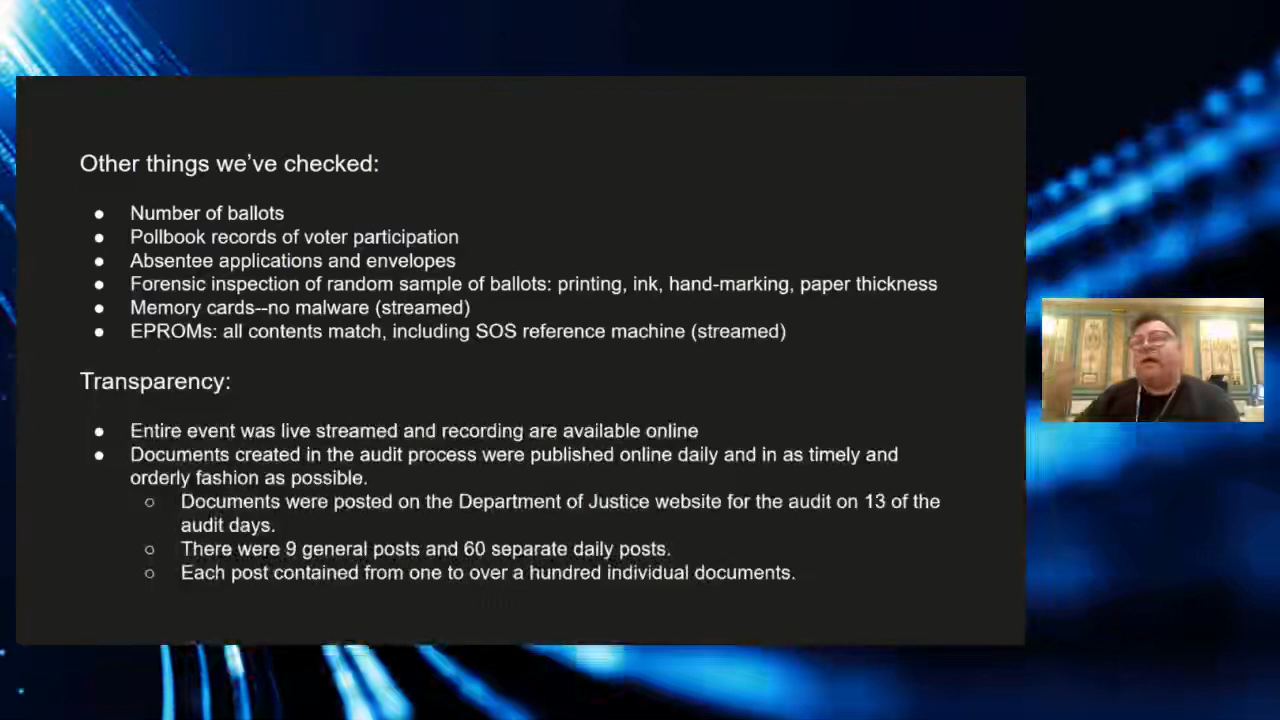 Other things we've checked:
● Number of ballots
● Pollbook records of voter participation
● Absentee applications and envelopes
● Forensic inspection of random sample of ballots: printing, ink, hand-marking, paper thickness
● Memory cards--no malware (streamed)
● EPROMs: all contents match, including SOS reference machine (streamed)
Transparency:
● Entire event was live streamed and recording are available online
● Documents created in the audit process were published online daily and in as timely and
orderly fashion as possible.
○ Documents were posted on the Department of Justice website for the audit on 13 of the
audit days.
○ There were 9 general posts and 60 separate daily posts.
○ Each post contained from one to over a hundred individual documents.